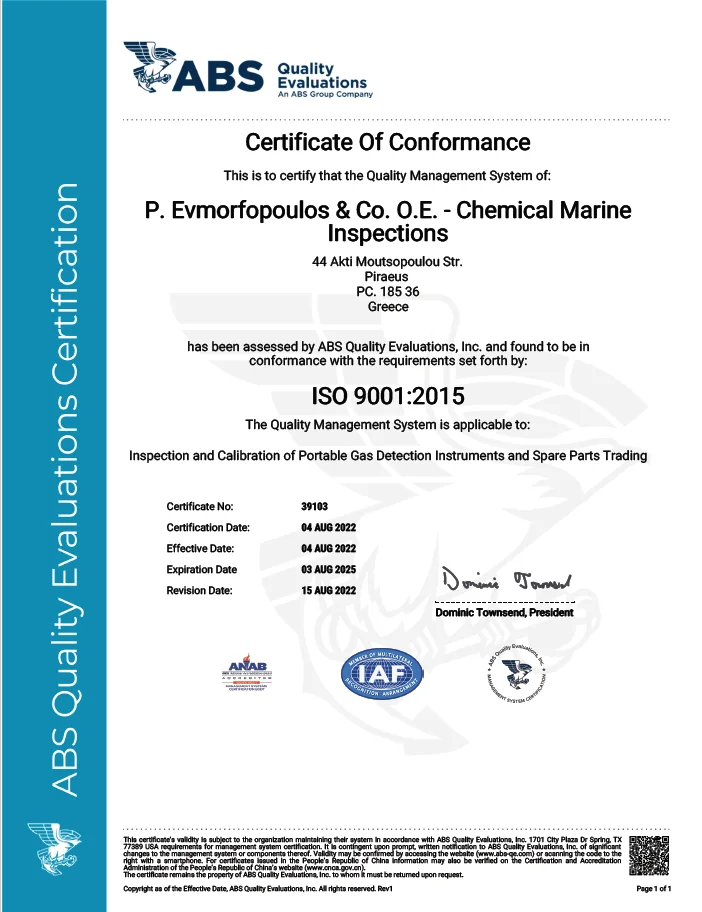 ABS Quality Evaluations Certification
ABS Quality
Evaluations
An ABS Group Company
Certificate Of Conformance
This is to certify that the Quality Management System of:
P. Evmorfopoulos & Co. O.E. - Chemical Marine
Inspections
44 Akti Moutsopoulou Str.
Piraeus
PC. 185 36
Greece
has been assessed by ABS Quality Evaluations, Inc. and found to be in
conformance with the requirements set forth by:
ISO 9001:2015
The Quality Management System is applicable to:
Inspection and Calibration of Portable Gas Detection Instruments and Spare Parts Trading
Certificate No: 39103
Certification Date: 04 AUG 2022
Effective Date: 04 AUG 2022
Expiration Date 03 AUG 2025
Revision Date: 15 AUG 2022
Dominic Townsend
Dominic Townsend, President
ANAB
ACCREDITED
MANAGEMENT SYSTEMS
CERTIFICATION BODY
MEMBER OF MULTILATERAL
IAF
RECOGNITION ARRANGEMENT
ABS Quality Evaluations, Inc.
MANAGEMENT SYSTEM CERTIFICATION
This certificate's validity is subject to the organization maintaining their system in accordance with ABS Quality Evaluations, Inc. 1701 City Plaza Dr Spring, TX
77389 USA requirements for management system certification. It is contingent upon prompt, written notification to ABS Quality Evaluations, Inc. of significant
changes to the management system or components thereof. Validity may be confirmed by accessing the website (www.abs-qe.com) or scanning the code to the
right with a smartphone. For certificates issued in the People's Republic of China information may also be verified on the Certification and Accreditation
Administration of the People's Republic of China's website (www.cnca.gov.cn).
The certificate remains the property of ABS Quality Evaluations, Inc. to whom it must be returned upon request.
Copyright as of the Effective Date, ABS Quality Evaluations, Inc. All rights reserved. Rev1
Page 1 of 1